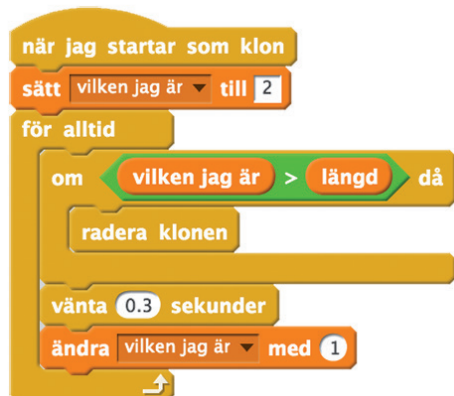 när jag startar som klon
sätt vilken jag är till 2
för alltid
om vilken jag är > längd då
radera klonen
vänta 0.3 sekunder
ändra vilken jag är med 1